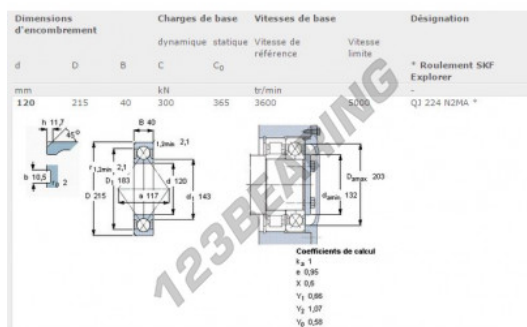 Dimensions d'encombrement Charges de base Vitesses de base Désignation
dynamique statique Vitesse de référence Vitesse limite
d D B C C0 * Roulement SKF Explorer
mm kN tr/min -
120 215 40 300 365 3600 5000 QJ 224 N2MA *
h 11,7
45°
b 10,5
ra 2
B 40
r1,2min 2,1
r1,2min 2,1
D1 183
D 215
a 117
d 120
d1 143
Damax 203
damin 132
Coefficients de calcul
ka 1
e 0,95
X 0,6
Y1 0,66
Y2 1,07
Y0 0,58
123BEARING